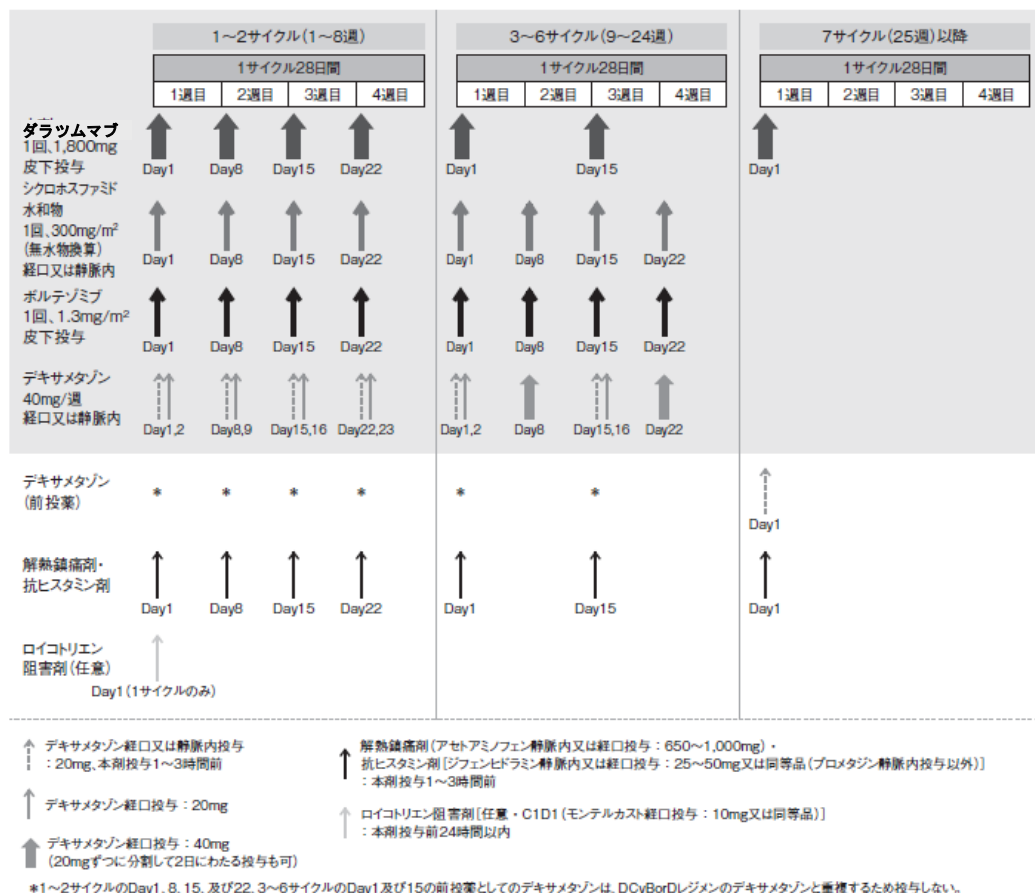 1～2サイクル(1～8週)
3～6サイクル(9～24週)
7サイクル(25週)以降
1サイクル28日間
1サイクル28日間
1サイクル28日間
1週目 2週目 3週目 4週目
1週目 2週目 3週目 4週目
1週目 2週目 3週目 4週目
ダラツムマブ
1回、1,800mg
皮下投与
Day1 Day8 Day15 Day22 Day1 Day15 Day1
シクロホスファミド
水和物
1回、300mg/m²
(無水物換算)
経口又は静脈内
Day1 Day8 Day15 Day22 Day1 Day8 Day15 Day22
ボルテゾミブ
1回、1.3mg/m²
皮下投与
Day1 Day8 Day15 Day22 Day1 Day8 Day15 Day22
デキサメタゾン
40mg/週
経口又は静脈内
Day1,2 Day8,9 Day15,16 Day22,23 Day1,2 Day8 Day15,16 Day22
デキサメタゾン
(前投薬)
* * * * * *
Day1
解熱鎮痛剤・
抗ヒスタミン剤
Day1 Day8 Day15 Day22 Day1 Day15 Day1
ロイコトリエン
阻害剤(任意)
Day1(1サイクルのみ)
デキサメタゾン経口又は静脈内投与
：20mg、本剤投与1～3時間前
デキサメタゾン経口投与：20mg
デキサメタゾン経口投与：40mg
(20mgずつに分割して2日にわたる投与も可)
解熱鎮痛剤(アセトアミノフェン静脈内又は経口投与：650～1,000mg)・
抗ヒスタミン剤[ジフェンヒドラミン静脈内又は経口投与：25～50mg又は同等品(プロメタジン静脈内投与以外)]
：本剤投与1～3時間前
ロイコトリエン阻害剤[任意・C1D1(モンテルカスト経口投与：10mg又は同等品)]
：本剤投与前24時間以内
*1～2サイクルのDay1、8、15、及び22、3～6サイクルのDay1及び15の前投薬としてのデキサメタゾンは、DCyBorDレジメンのデキサメタゾンと重複するため投与しない。